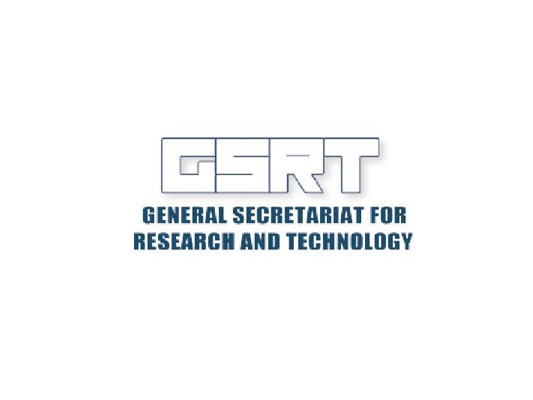 GSRT
GENERAL SECRETARIAT FOR
RESEARCH AND TECHNOLOGY